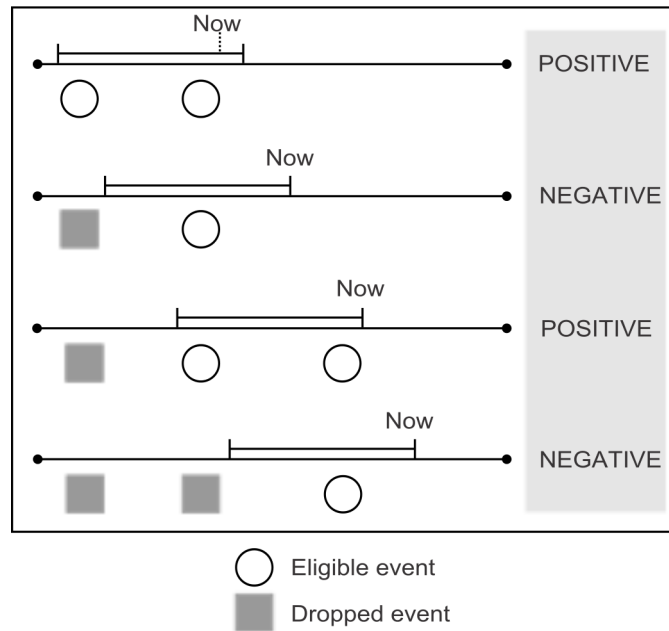 Now
POSITIVE
Now
NEGATIVE
Now
POSITIVE
Now
NEGATIVE
Eligible event
Dropped event